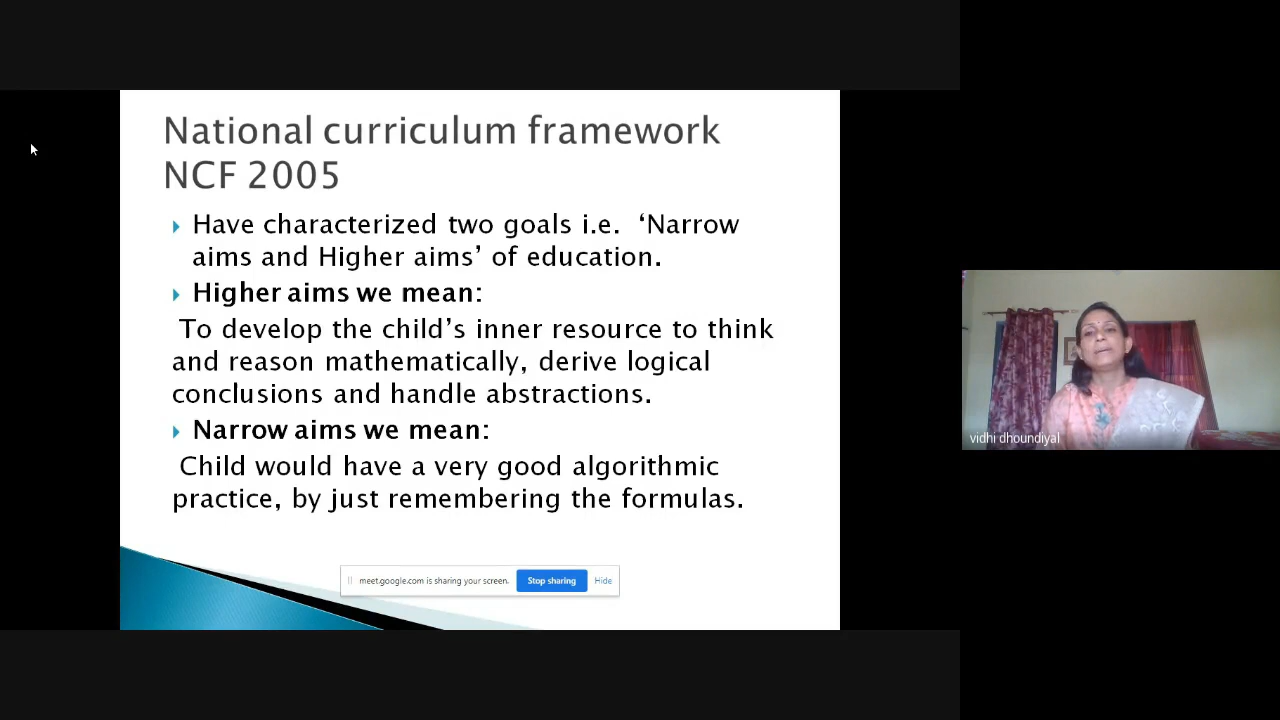 National curriculum framework
NCF 2005
Have characterized two goals i.e. ‘Narrow
aims and Higher aims’ of education.
Higher aims we mean:
To develop the child’s inner resource to think
and reason mathematically, derive logical
conclusions and handle abstractions.
Narrow aims we mean:
Child would have a very good algorithmic
practice, by just remembering the formulas.
meet.google.com is sharing your screen. Stop sharing Hide
vidhi dhoundiyal